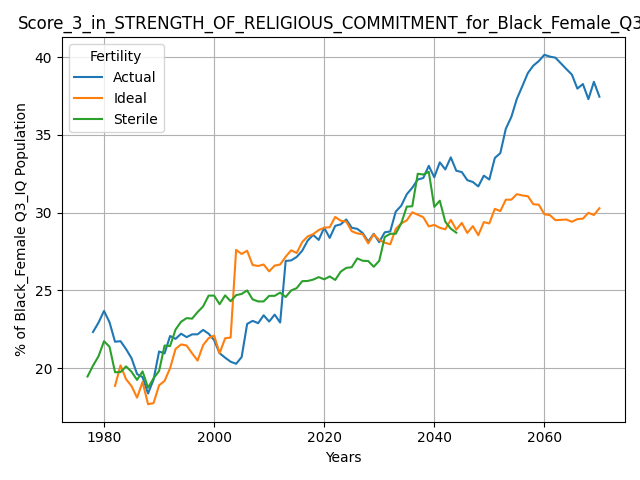 Score_3_in_STRENGTH_OF_RELIGIOUS_COMMITMENT_for_Black_Female_Q3
Fertility
Actual
Ideal
Sterile
% of Black_Female Q3_IQ Population
40
35
30
25
20
1980
2000
2020
2040
2060
Years